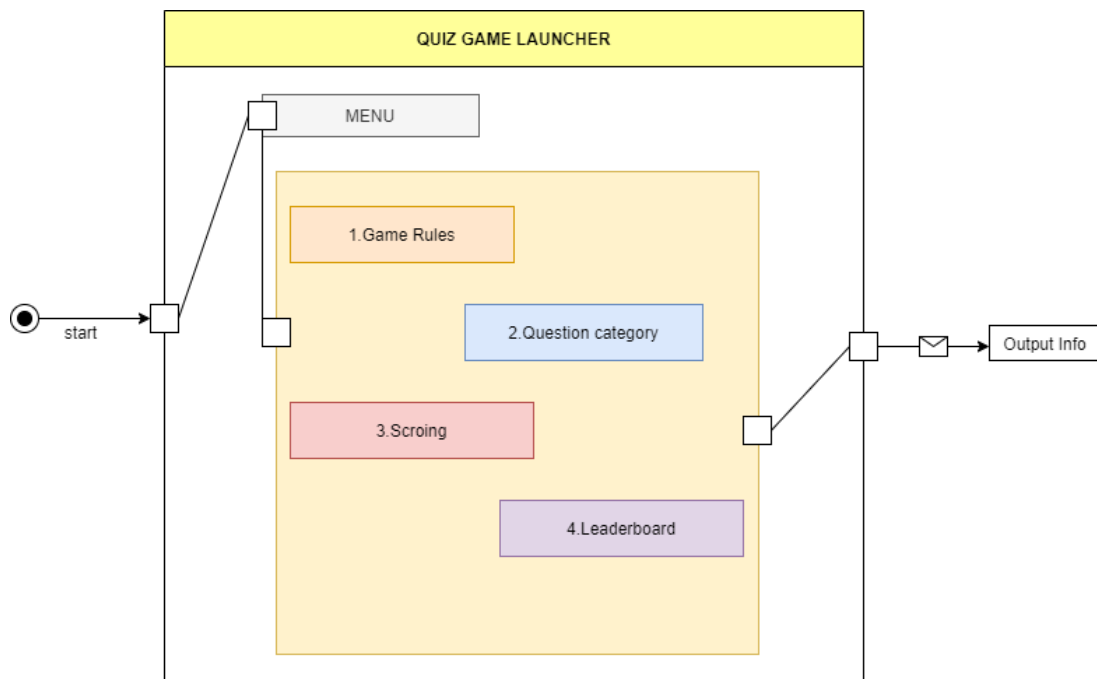 QUIZ GAME LAUNCHER
MENU
1.Game Rules
start
2.Question category
Output Info
3.Scroing
4.Leaderboard